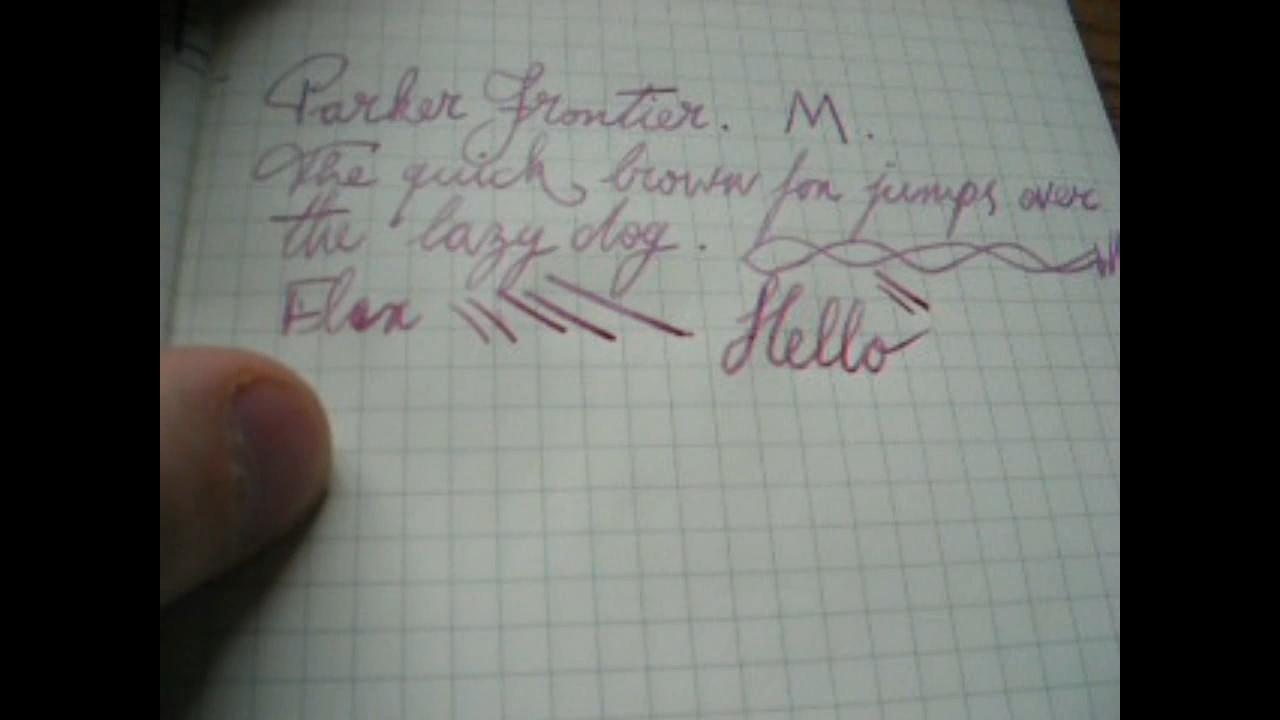 Parker Frontier. M.
The quick brown fox jumps over
the lazy dog.
Flex Hello